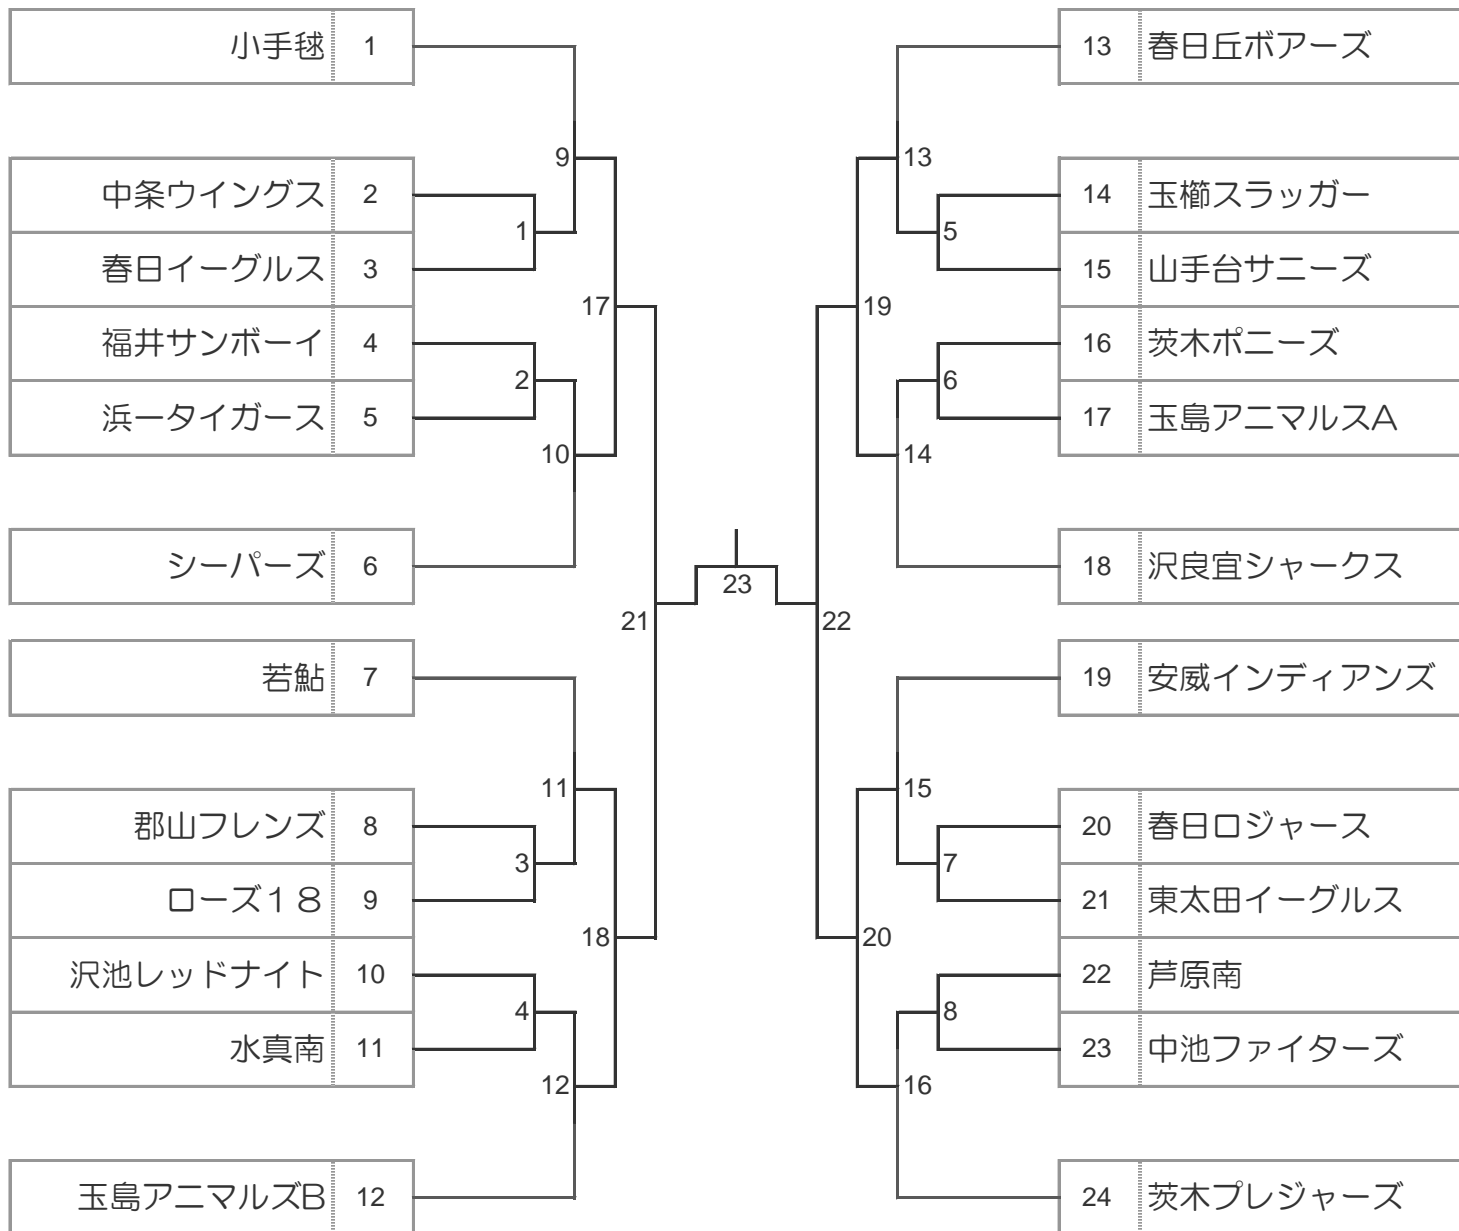 小手毬 1
中条ウイングス 2
春日イーグルス 3
福井サンボーイ 4
浜一タイガース 5
シーパーズ 6
若鮎 7
郡山フレンズ 8
ローズ１８ 9
沢池レッドナイト 10
水真南 11
玉島アニマルズB 12
9
1
17
2
10
21
11
3
18
4
12
23
22
13
5
19
6
14
15
7
20
8
16
13 春日丘ボアーズ
14 玉櫛スラッガー
15 山手台サニーズ
16 茨木ポニーズ
17 玉島アニマルスA
18 沢良宜シャークス
19 安威インディアンズ
20 春日ロジャース
21 東太田イーグルス
22 芦原南
23 中池ファイターズ
24 茨木プレジャーズ